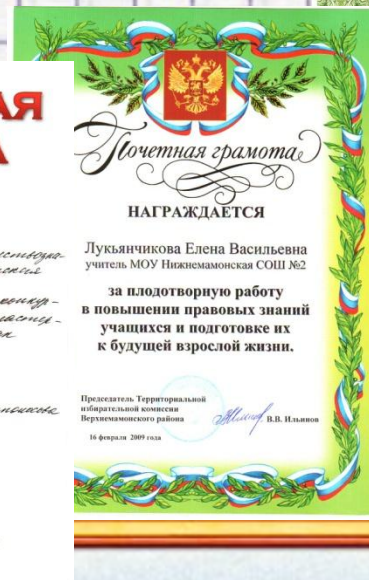 АЯ
А
Почетная грамота
НАГРАЖДАЕТСЯ
Лукьянчикова Елена Васильевна
учитель МОУ Нижнемамонская СОШ №2
за плодотворную работу
в повышении правовых знаний
учащихся и подготовке их
к будущей взрослой жизни.
Председатель Территориальной
избирательной комиссии
Верхнемамонского района
В.В. Ильинов
16 февраля 2009 года